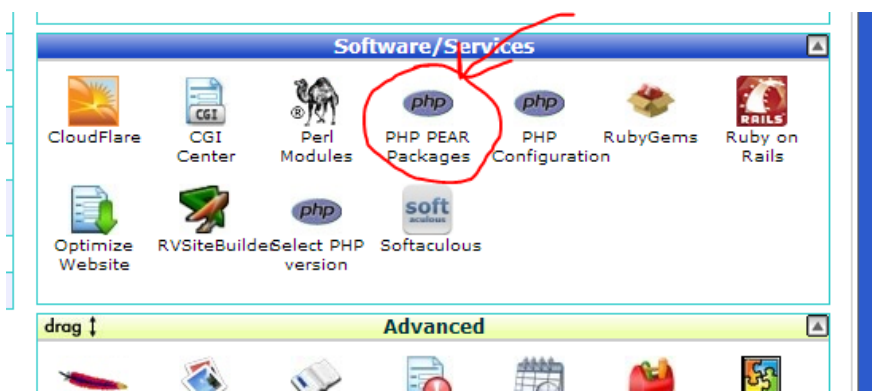 Software/Services
CGI
®
RAILS
php
php
CloudFlare
CGI
Center
Perl
Modules
PHP PEAR
Packages
PHP
Configuration
RubyGems
Ruby on
Rails
php
soft
aculous
Optimize
Website
RVSiteBuilder
Select PHP
version
Softaculous
drag
Advanced